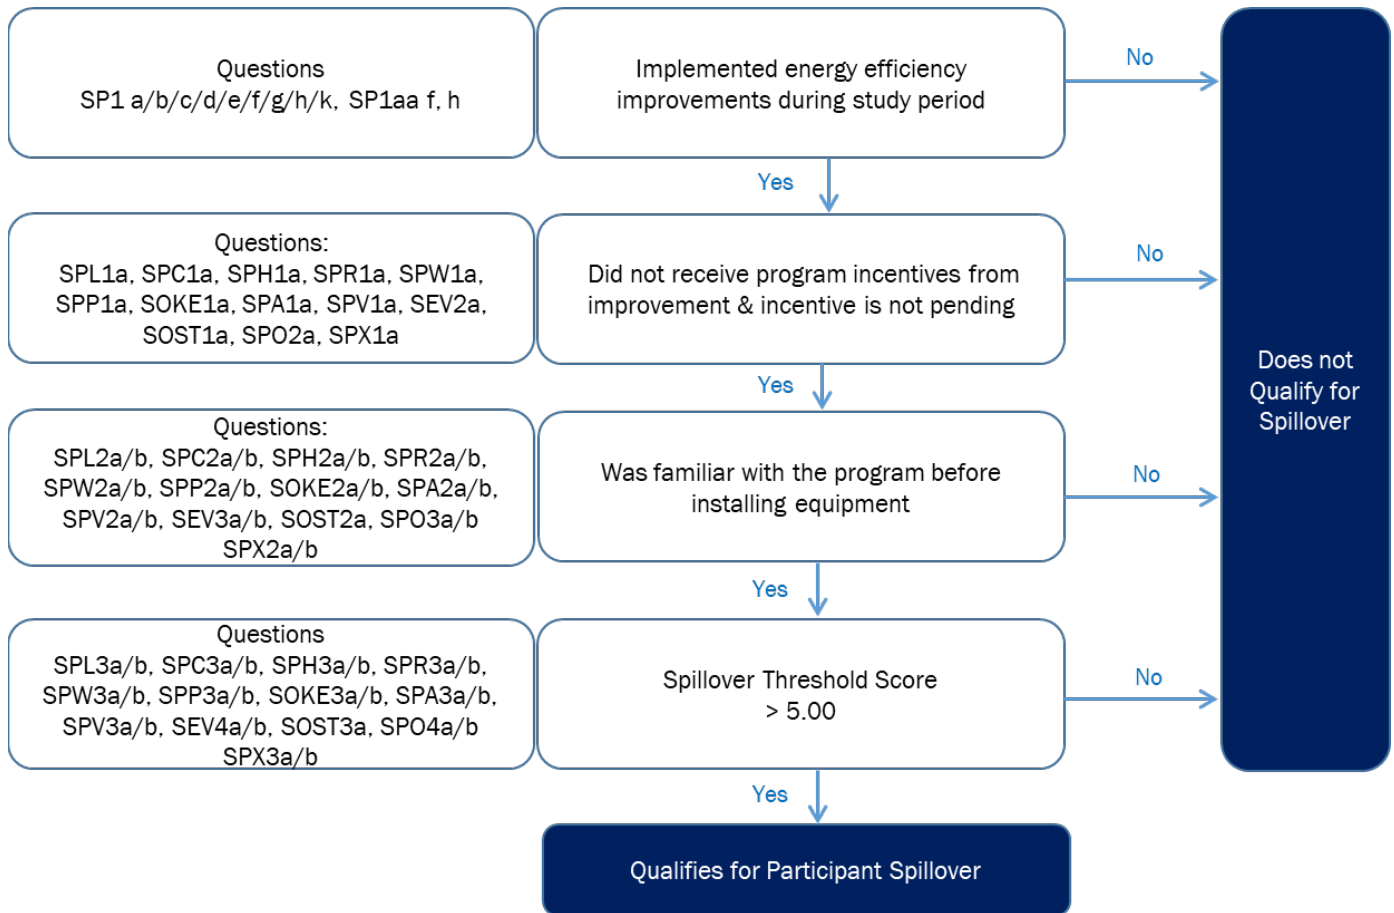 Questions
SP1 a/b/c/d/e/f/g/h/k, SP1aa f, h
Implemented energy efficiency
improvements during study period
No
Yes
Questions:
SPL1a, SPC1a, SPH1a, SPR1a, SPW1a,
SPP1a, SOKE1a, SPA1a, SPV1a, SEV2a,
SOST1a, SPO2a, SPX1a
Did not receive program incentives from
improvement & incentive is not pending
No
Yes
Questions:
SPL2a/b, SPC2a/b, SPH2a/b, SPR2a/b,
SPW2a/b, SPP2a/b, SOKE2a/b, SPA2a/b,
SPV2a/b, SEV3a/b, SOST2a, SPO3a/b
SPX2a/b
Was familiar with the program before
installing equipment
No
Yes
Questions
SPL3a/b, SPC3a/b, SPH3a/b, SPR3a/b,
SPW3a/b, SPP3a/b, SOKE3a/b, SPA3a/b,
SPV3a/b, SEV4a/b, SOST3a, SPO4a/b
SPX3a/b
Spillover Threshold Score
> 5.00
No
Yes
Does not
Qualify for
Spillover
Qualifies for Participant Spillover